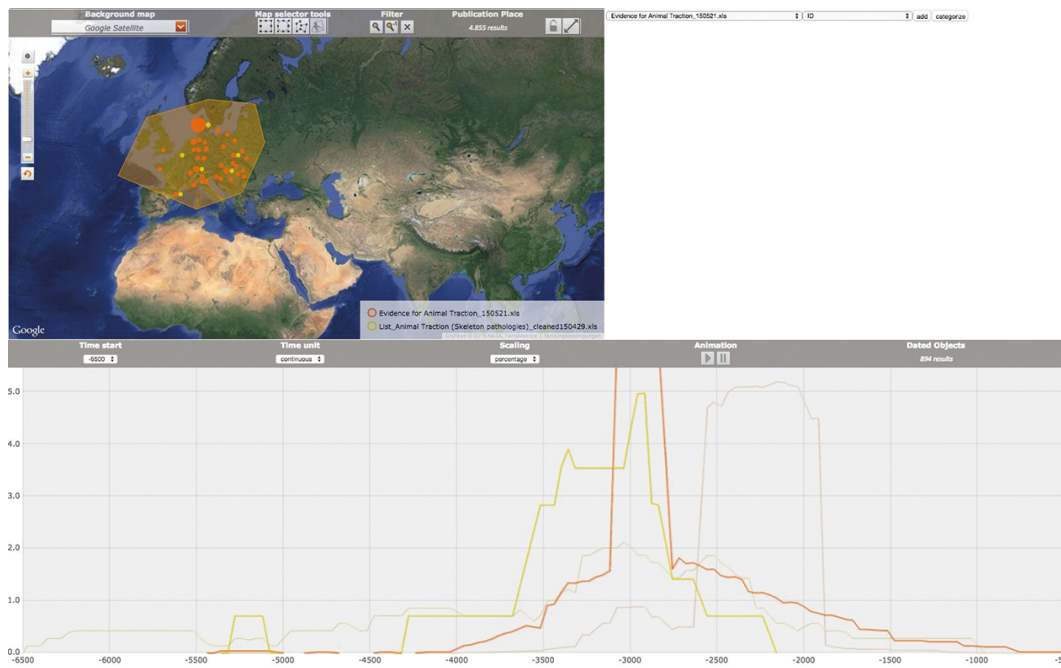 Background map Map selector tools Filter Publication Place
Google Satellite 4.855 results
Evidence for Animal Traction_150521.xls ID add categorize
Evidence for Animal Traction_150521.xls
List_Animal Traction (Skeleton pathologies)_cleaned150429.xls
Google
Time start Time unit Scaling Animation Dated Objects
-6500 continuous percentage 894 results
5.0
4.0
3.0
2.0
1.0
0.0
-6500 -6000 -5500 -5000 -4500 -4000 -3500 -3000 -2500 -2000 -1500 -1000